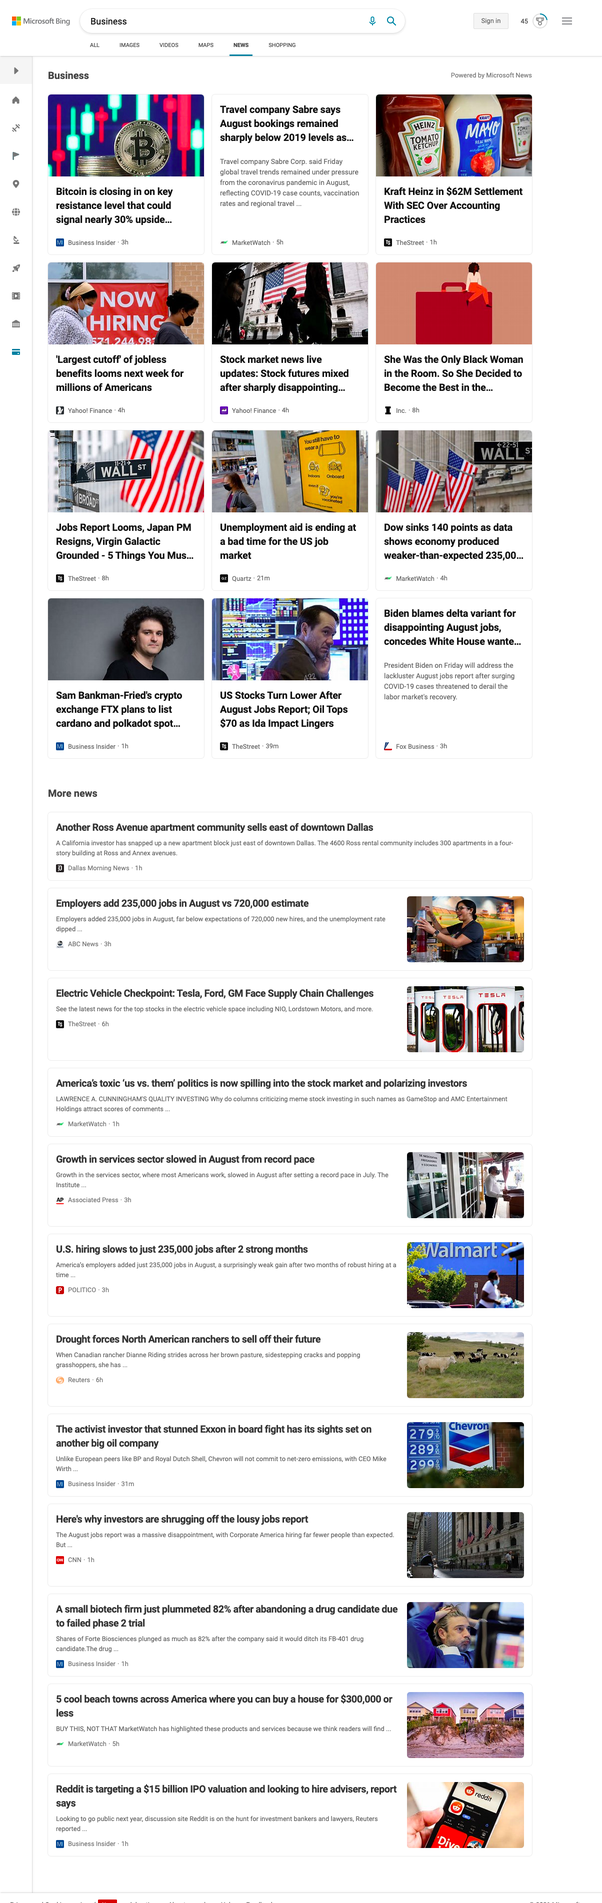 Microsoft Bing
Business
Sign in
45
ALL IMAGES VIDEOS MAPS NEWS SHOPPING
Business
Powered by Microsoft News
Bitcoin is closing in on key
resistance level that could
signal nearly 30% upside...
Business Insider · 3h
Travel company Sabre says
August bookings remained
sharply below 2019 levels as...
Travel company Sabre Corp. said Friday
global travel trends remained under pressure
from the coronavirus pandemic in August,
reflecting COVID-19 case counts, vaccination
rates and regional travel ...
MarketWatch · 5h
HEINZ
TOMATO
KETCHUP
Kraft
MAYO
HEINZ
TOMATO
Kraft Heinz in $62M Settlement
With SEC Over Accounting
Practices
TheStreet · 1h
NOW
HIRING
'Largest cutoff' of jobless
benefits looms next week for
millions of Americans
Yahoo! Finance · 4h
Stock market news live
updates: Stock futures mixed
after sharply disappointing...
Yahoo! Finance · 4h
She Was the Only Black Woman
in the Room. So She Decided to
Become the Best in the...
Inc. · 8h
WALL ST
BROAD
Jobs Report Looms, Japan PM
Resigns, Virgin Galactic
Grounded - 5 Things You Mus...
TheStreet · 8h
You still have to
wear a
Unemployment aid is ending at
a bad time for the US job
market
Quartz · 21m
WALL ST
Dow sinks 140 points as data
shows economy produced
weaker-than-expected 235,00...
MarketWatch · 4h
Sam Bankman-Fried's crypto
exchange FTX plans to list
cardano and polkadot spot...
Business Insider · 1h
US Stocks Turn Lower After
August Jobs Report; Oil Tops
$70 as Ida Impact Lingers
TheStreet · 39m
Biden blames delta variant for
disappointing August jobs,
concedes White House wante...
President Biden on Friday will address the
lackluster August jobs report after surging
COVID-19 cases threatened to derail the
labor market's recovery.
Fox Business · 3h
More news
Another Ross Avenue apartment community sells east of downtown Dallas
A California investor has snapped up a new apartment block just east of downtown Dallas. The 4600 Ross rental community includes 300 apartments in a four-
story building at Ross and Annex avenues.
Dallas Morning News · 1h
Employers add 235,000 jobs in August vs 720,000 estimate
Employers added 235,000 jobs in August, far below expectations of 720,000 new hires, and the unemployment rate
dipped ...
ABC News · 3h
Electric Vehicle Checkpoint: Tesla, Ford, GM Face Supply Chain Challenges
See the latest news for the top stocks in the electric vehicle space including NIO, Lordstown Motors, and more.
TheStreet · 6h
TESLA
America's toxic 'us vs. them' politics is now spilling into the stock market and polarizing investors
LAWRENCE A. CUNNINGHAM'S QUALITY INVESTING Why do columns criticizing meme stock investing in such names as GameStop and AMC Entertainment
Holdings attract scores of comments ...
MarketWatch · 1h
Growth in services sector slowed in August from record pace
Growth in the services sector, where most Americans work, slowed in August after setting a record pace in July. The
Institute ...
AP Associated Press · 3h
U.S. hiring slows to just 235,000 jobs after 2 strong months
America's employers added just 235,000 jobs in August, a surprisingly weak gain after two months of robust hiring at a
time ...
POLITICO · 3h
Walmart
Drought forces North American ranchers to sell off their future
When Canadian rancher Dianne Riding strides across her brown pasture, sidestepping cracks and popping
grasshoppers, she has ...
Reuters · 6h
The activist investor that stunned Exxon in board fight has its sights set on
another big oil company
Unlike European peers like BP and Royal Dutch Shell, Chevron will not commit to net-zero emissions, with CEO Mike
Wirth ...
Business Insider · 31m
Chevron
279
289
299
Here's why investors are shrugging off the lousy jobs report
The August jobs report was a massive disappointment, with Corporate America hiring far fewer people than expected.
But ...
CNN · 1h
A small biotech firm just plummeted 82% after abandoning a drug candidate due
to failed phase 2 trial
Shares of Forte Biosciences plunged as much as 82% after the company said it would ditch its FB-401 drug
candidate.The drug ...
Business Insider · 1h
5 cool beach towns across America where you can buy a house for $300,000 or
less
BUY THIS, NOT THAT MarketWatch has highlighted these products and services because we think readers will find ...
MarketWatch · 5h
Reddit is targeting a $15 billion IPO valuation and looking to hire advisers, report
says
Looking to go public next year, discussion site Reddit is on the hunt for investment bankers and lawyers, Reuters
reported ...
Business Insider · 1h
reddit
Dive